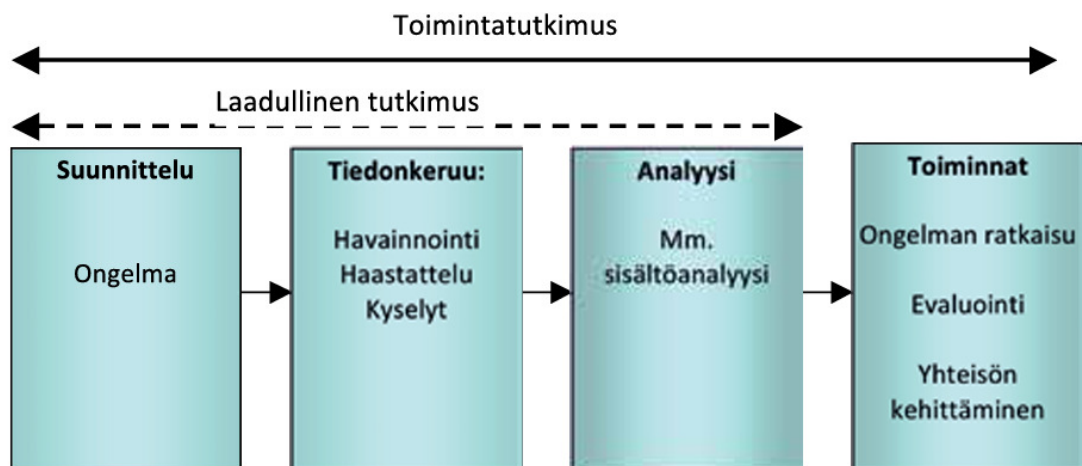 Toimintatutkimus
Laadullinen tutkimus
Suunnittelu
Ongelma
Tiedonkeruu:
Havainnointi
Haastattelu
Kyselyt
Analyysi
Mm.
sisältöanalyysi
Toiminnat
Ongelman ratkaisu
Evaluointi
Yhteisön
kehittäminen